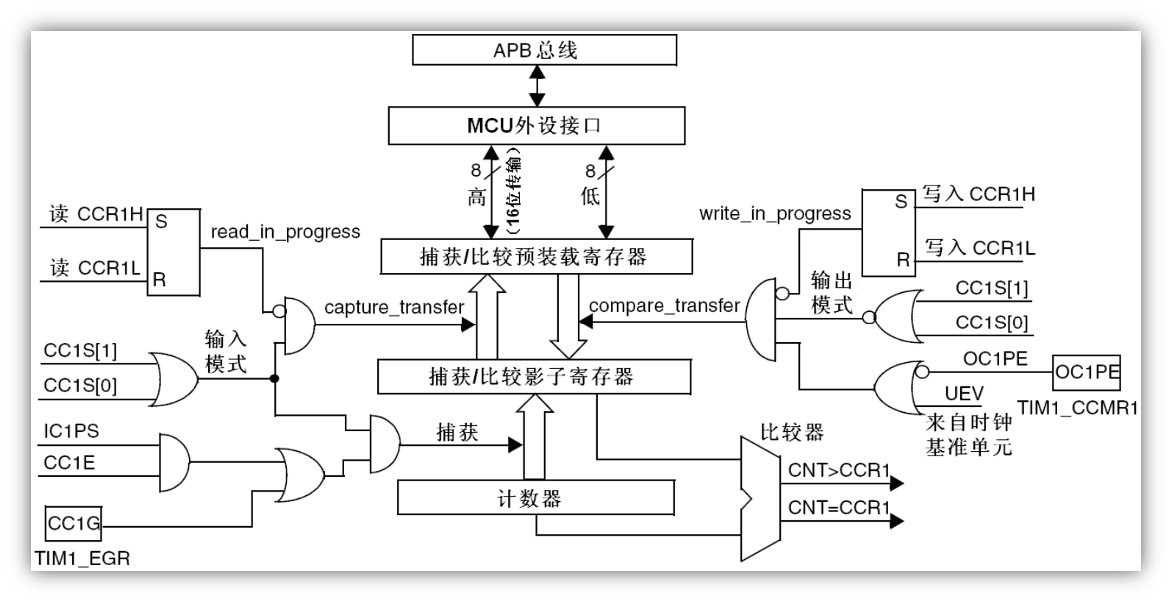 APB 总线
MCU外设接口
8
高
(16位传输)
8
低
读 CCR1H
读 CCR1L
S
R
read_in_progress
捕获/比较预装载寄存器
write_in_progress
S
R
写入 CCR1H
写入 CCR1L
capture_transfer
compare_transfer
输出
模式
CC1S[1]
CC1S[0]
输入
模式
CC1S[1]
CC1S[0]
捕获/比较影子寄存器
OC1PE
OC1PE
TIM1_CCMR1
UEV
来自时钟
基准单元
IC1PS
CC1E
捕获
比较器
CNT>CCR1
CNT=CCR1
计数器
CC1G
TIM1_EGR